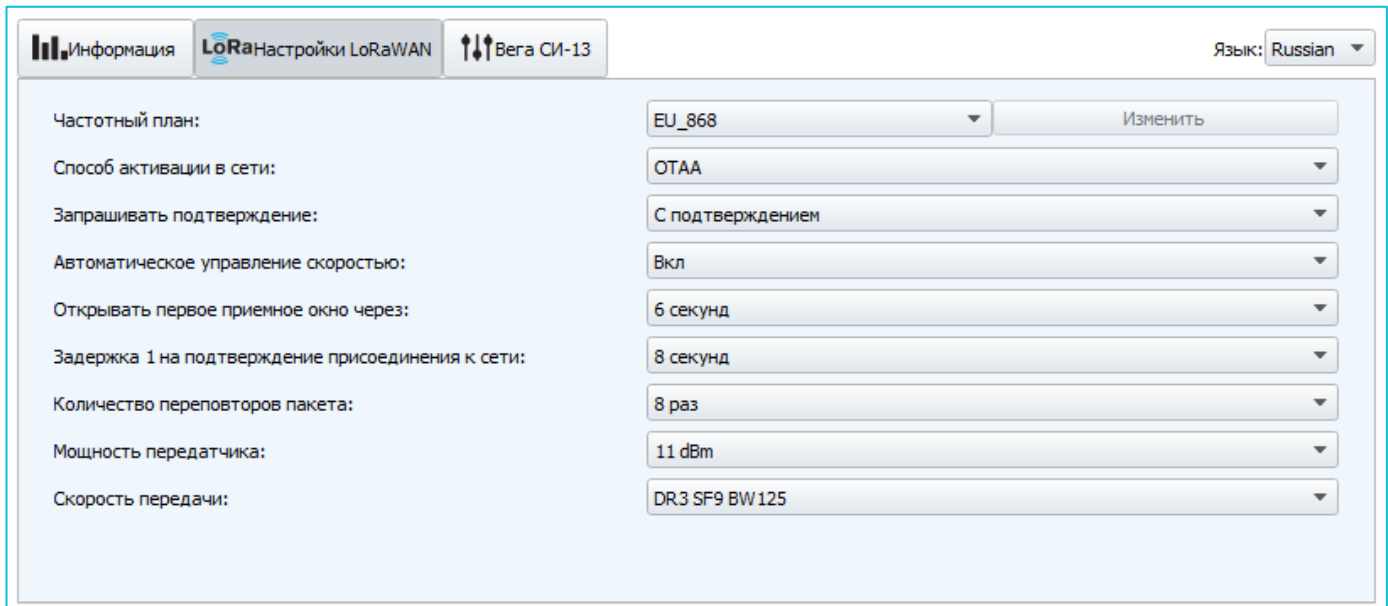 Информация
LoRa Настройки LoRaWAN
Вега СИ-13
Язык: Russian
Частотный план: EU_868 Изменить
Способ активации в сети: OTAA
Запрашивать подтверждение: С подтверждением
Автоматическое управление скоростью: Вкл
Открывать первое приемное окно через: 6 секунд
Задержка 1 на подтверждение присоединения к сети: 8 секунд
Количество переповторов пакета: 8 раз
Мощность передатчика: 11 dBm
Скорость передачи: DR3 SF9 BW125